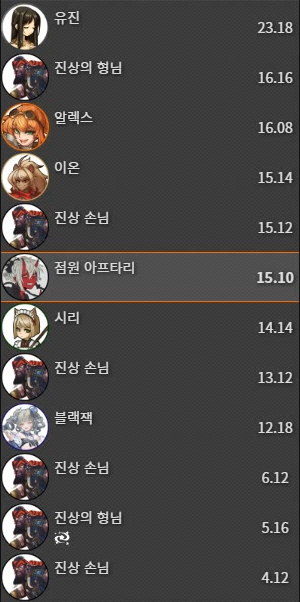 유진 23.18
진상의 형님 16.16
알렉스 16.08
이온 15.14
진상 손님 15.12
점원 아프타리 15.10
시리 14.14
진상 손님 13.12
블랙잭 12.18
진상 손님 6.12
진상의 형님 5.16
진상 손님 4.12